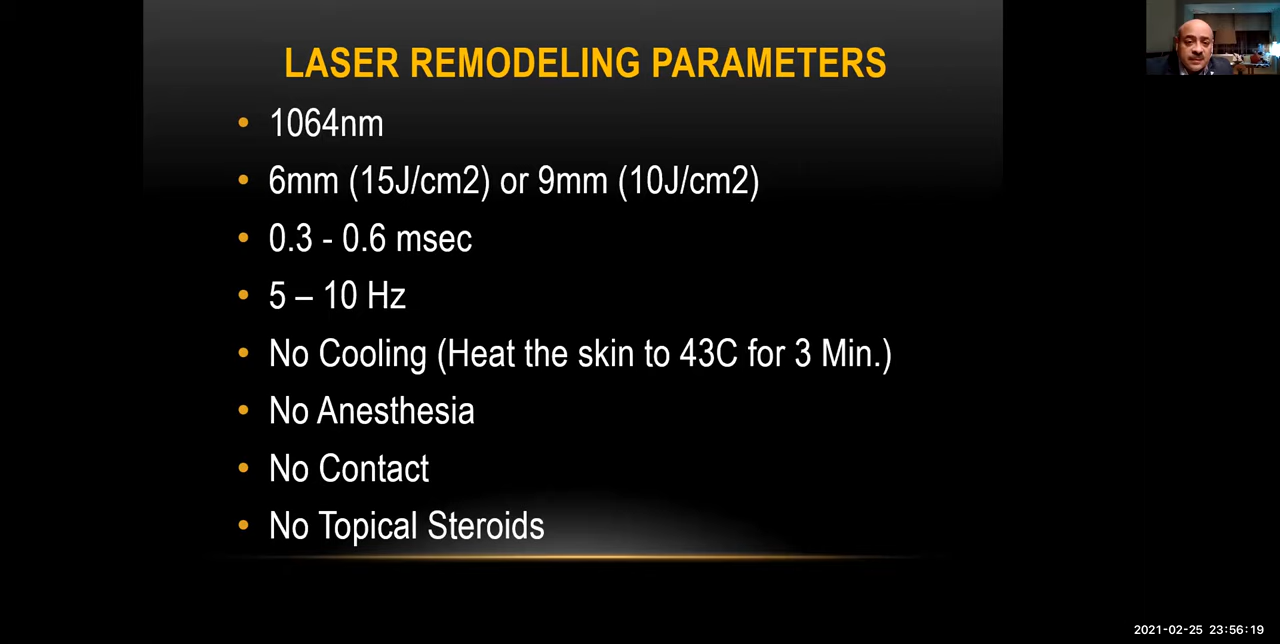 LASER REMODELING PARAMETERS
• 1064nm
• 6mm (15J/cm2) or 9mm (10J/cm2)
• 0.3 - 0.6 msec
• 5 – 10 Hz
• No Cooling (Heat the skin to 43C for 3 Min.)
• No Anesthesia
• No Contact
• No Topical Steroids
2021-02-25 23:56:19